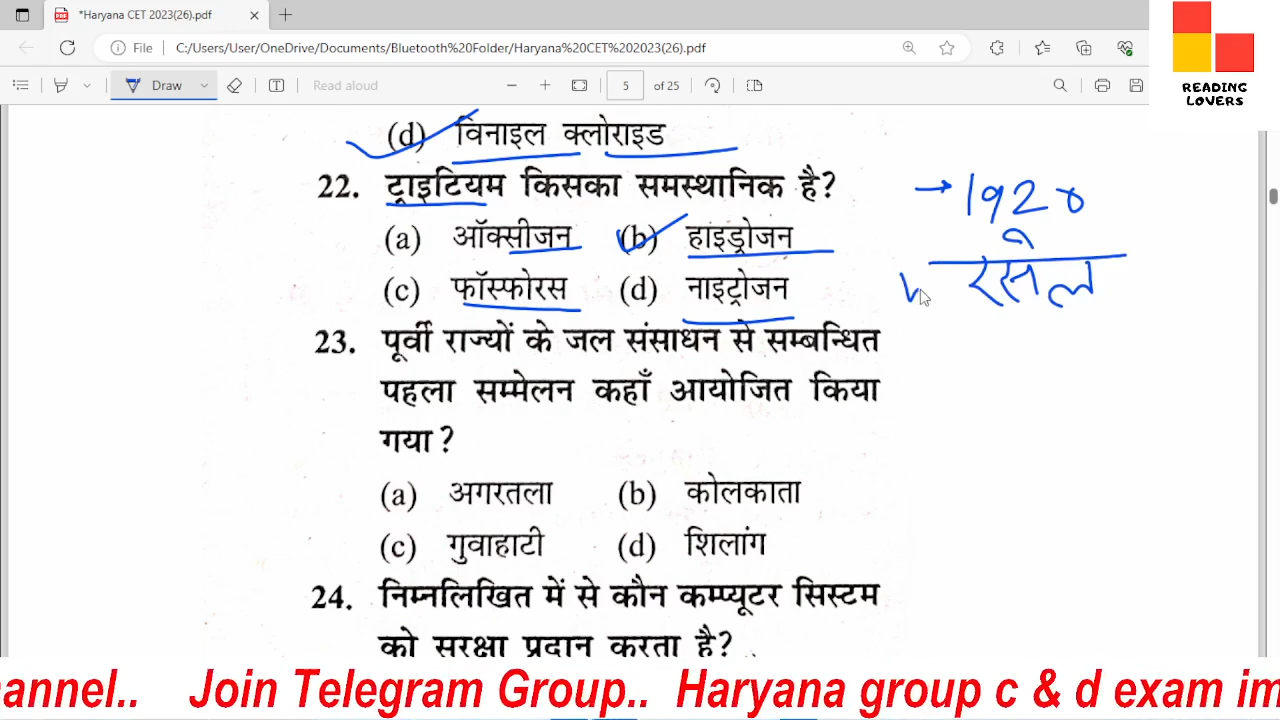 *Haryana CET 2023(26).pdf
File C:/Users/User/OneDrive/Documents/Bluetooth%20Folder/Haryana%20CET%202023(26).pdf
Draw Read aloud 5 of 25
READING
LOVERS
(d) विनाइल क्लोराइड
22. ट्राइटियम किसका समस्थानिक है?
(a) ऑक्सीजन (b) हाइड्रोजन
(c) फॉस्फोरस (d) नाइट्रोजन
→ 1920
रसेल
23. पूर्वी राज्यों के जल संसाधन से सम्बन्धित
पहला सम्मेलन कहाँ आयोजित किया
गया?
(a) अगरतला (b) कोलकाता
(c) गुवाहाटी (d) शिलांग
24. निम्नलिखित में से कौन कम्प्यूटर सिस्टम
को सुरक्षा प्रदान करता है?
hannel.. Join Telegram Group.. Haryana group c & d exam im